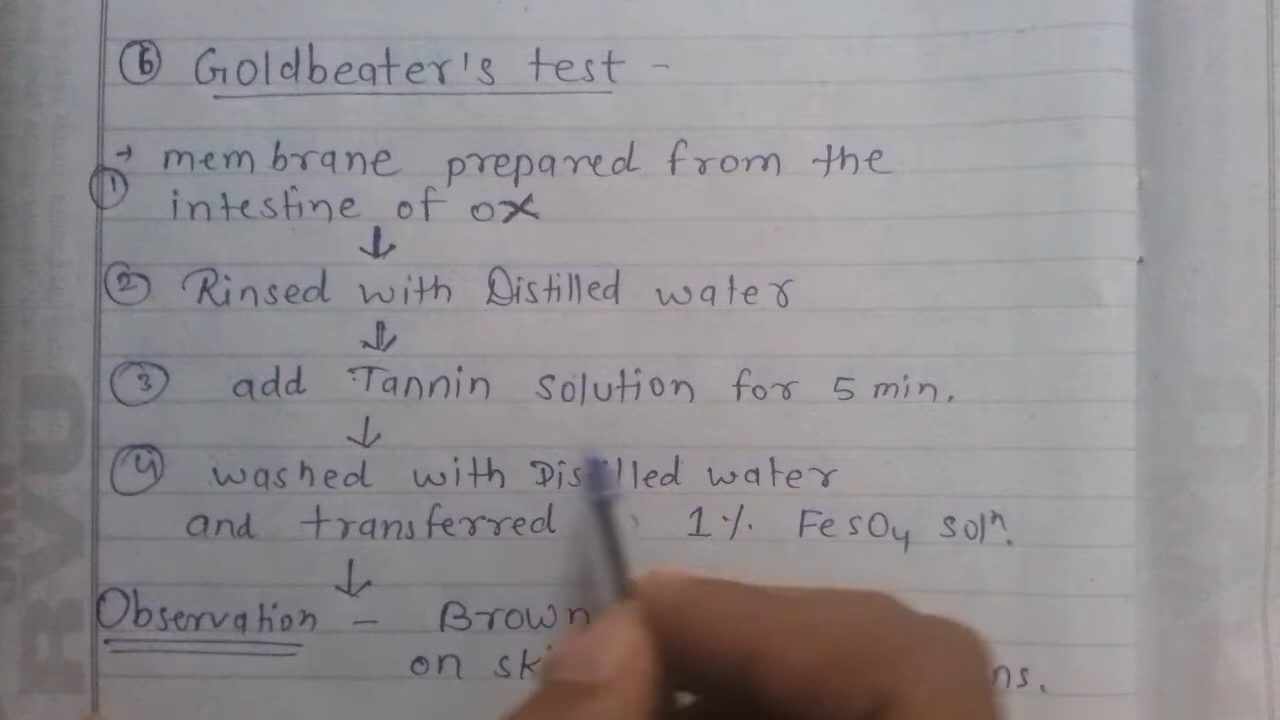 ⑥ Goldbeater's test -
→ membrane prepared from the
① intestine of ox
↓
② Rinsed with Distilled water
↓
③ add Tannin solution for 5 min.
↓
④ washed with Distilled water
and transferred 1% FeSO4 solⁿ.
↓
Observation - Brown
on
RVU